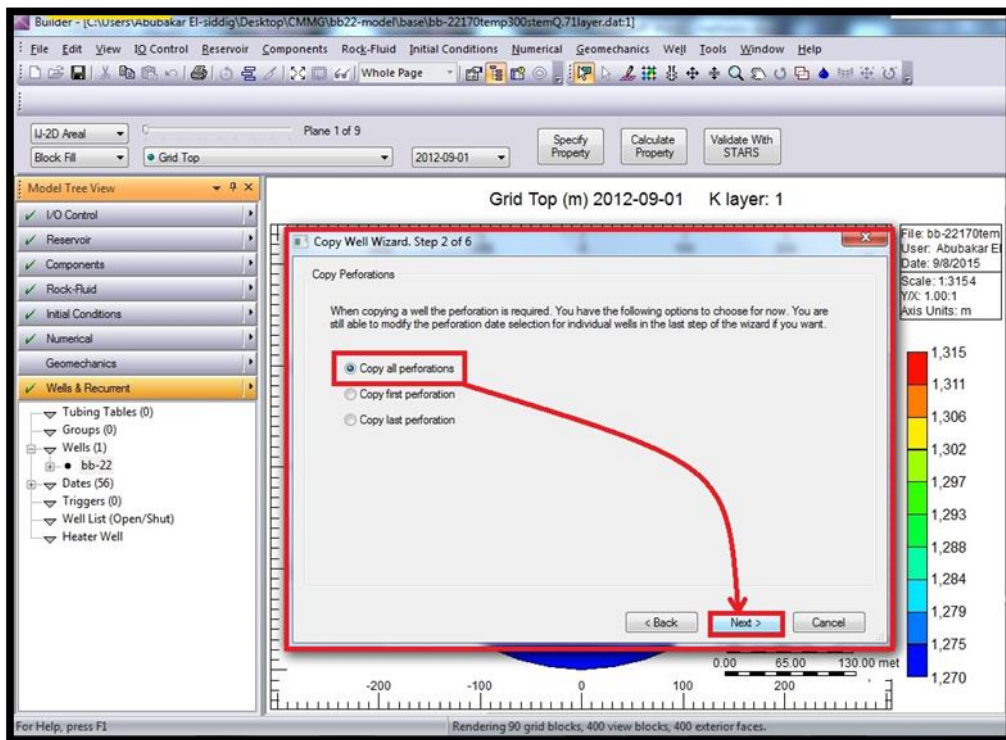 Builder - [C:\Users\Abubakar El-siddig\Desktop\CMMG\bb22-model\base\bb-22170temp300stemQ.71layer.dat:1]
File Edit View IO Control Reservoir Components Rock-Fluid Initial Conditions Numerical Geomechanics Well Tools Window Help
Whole Page
IJ-2D Areal
Plane 1 of 9
Block Fill
Grid Top
2012-09-01
Specify Property
Calculate Property
Validate With STARS
Model Tree View
I/O Control
Reservoir
Components
Rock-Fluid
Initial Conditions
Numerical
Geomechanics
Wells & Recurrent
Tubing Tables (0)
Groups (0)
Wells (1)
bb-22
Dates (56)
Triggers (0)
Well List (Open/Shut)
Heater Well
Grid Top (m) 2012-09-01 K layer: 1
Copy Well Wizard. Step 2 of 6
Copy Perforations
When copying a well the perforation is required. You have the following options to choose for now. You are
still able to modify the perforation date selection for individual wells in the last step of the wizard if you want.
Copy all perforations
Copy first perforation
Copy last perforation
< Back
Next >
Cancel
File: bb-22170tem
User: Abubakar El
Date: 9/8/2015
Scale: 1:3154
Y/X: 1.00:1
Axis Units: m
1,315
1,311
1,306
1,302
1,297
1,293
1,288
1,284
1,279
1,275
1,270
0.00 65.00 130.00 met
-200 -100 0 100 200
For Help, press F1
Rendering 90 grid blocks, 400 view blocks, 400 exterior faces.